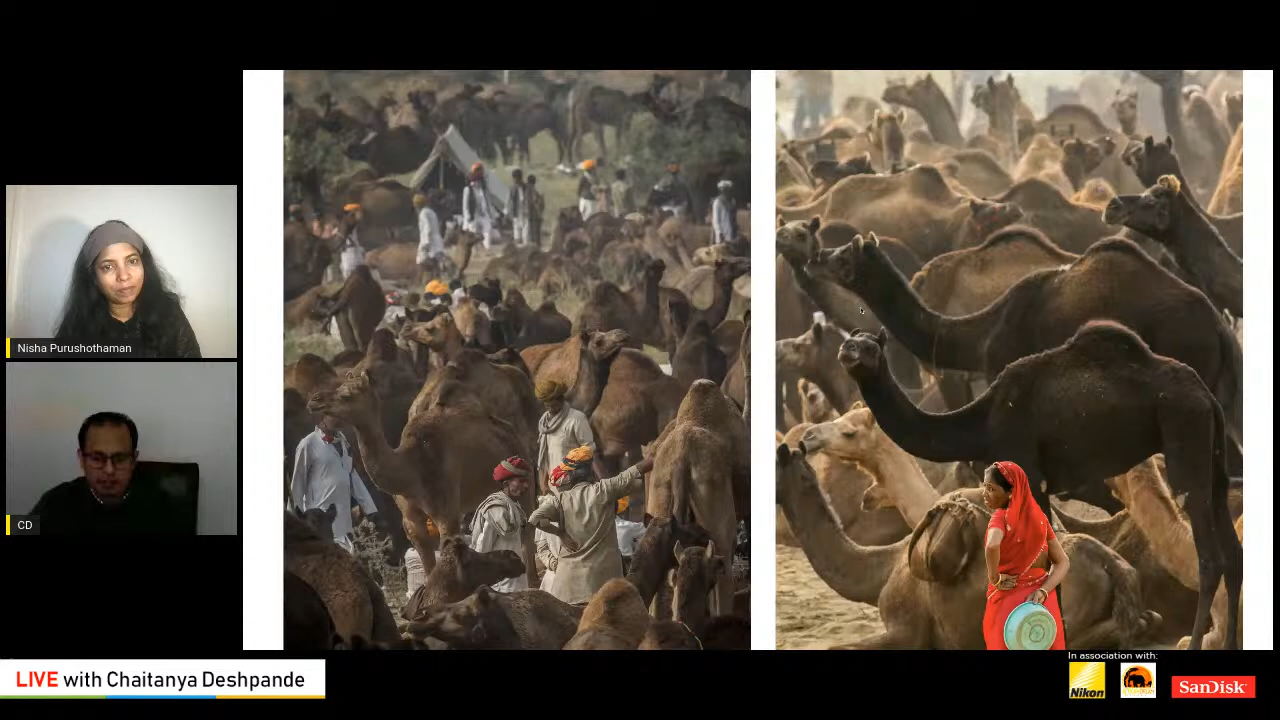 Nisha Purushothaman
CD
LIVE with Chaitanya Deshpande
In association with:
Nikon
SanDisk